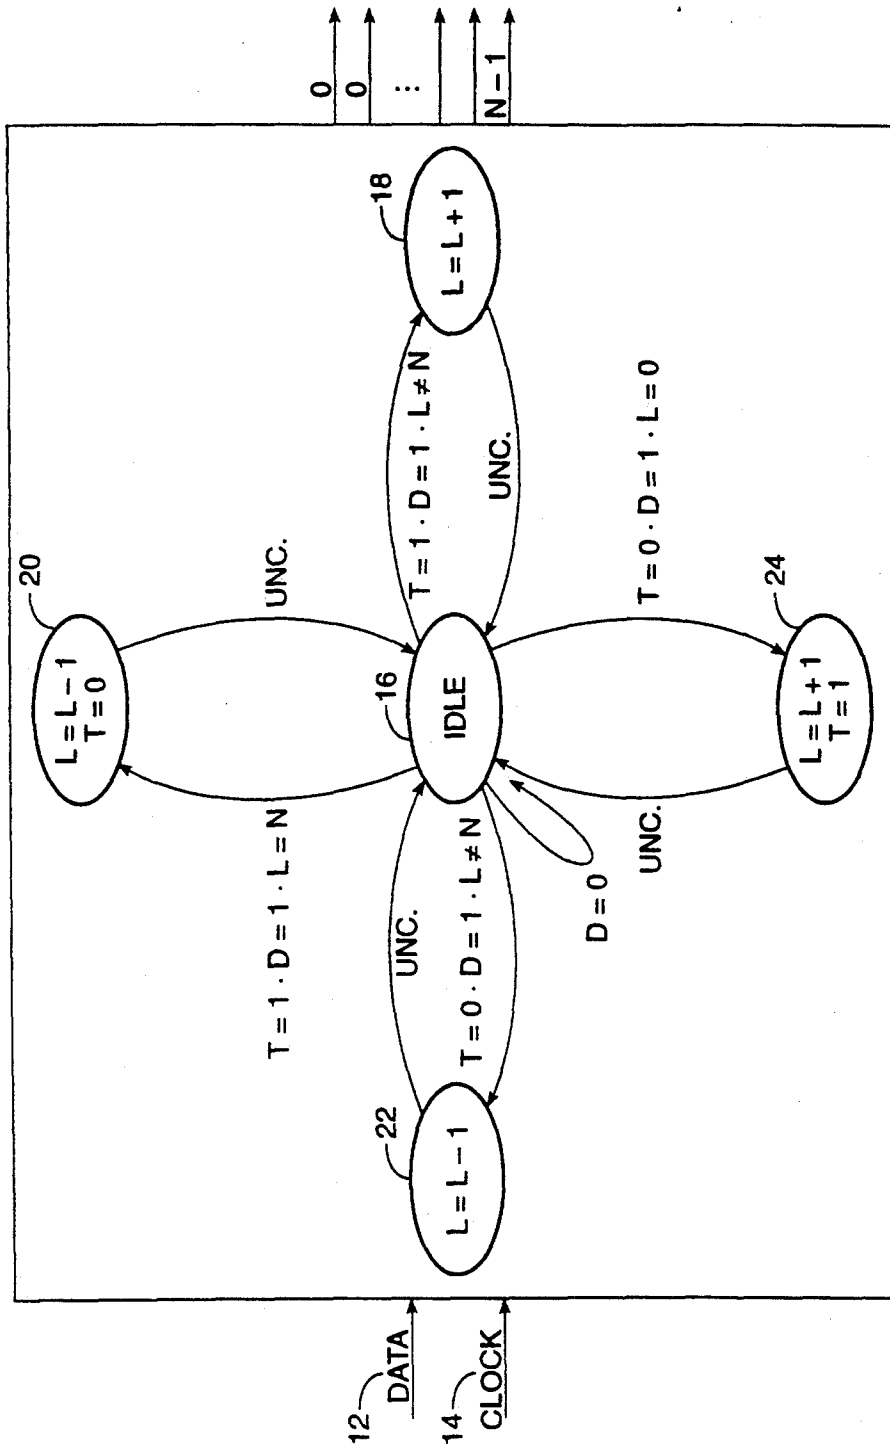 20
L=L-1
T=0
T=1·D=1·L=N
UNC.
12
DATA
14
CLOCK
22
L=L-1
UNC.
T=0·D=1·L≠N
16
IDLE
D=0
T=1·D=1·L≠N
UNC.
18
L=L+1
0
0
...
N-1
UNC.
T=0·D=1·L=0
24
L=L+1
T=1